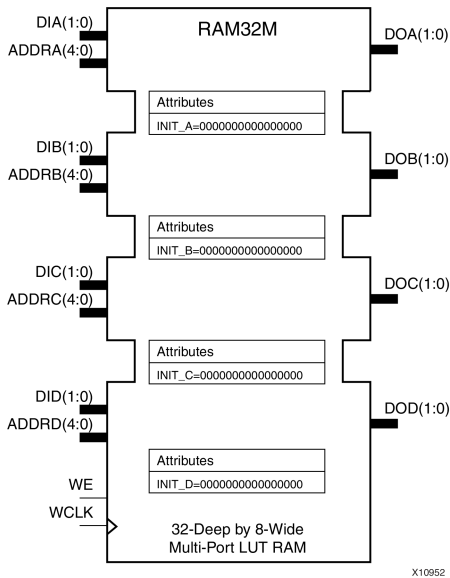 RAM32M
DIA(1:0)
DOA(1:0)
ADDRA(4:0)
Attributes
INIT_A=0000000000000000
DIB(1:0)
DOB(1:0)
ADDRB(4:0)
Attributes
INIT_B=0000000000000000
DIC(1:0)
DOC(1:0)
ADDRC(4:0)
Attributes
INIT_C=0000000000000000
DID(1:0)
DOD(1:0)
ADDRD(4:0)
Attributes
INIT_D=0000000000000000
WE
WCLK
32-Deep by 8-Wide
Multi-Port LUT RAM
X10952